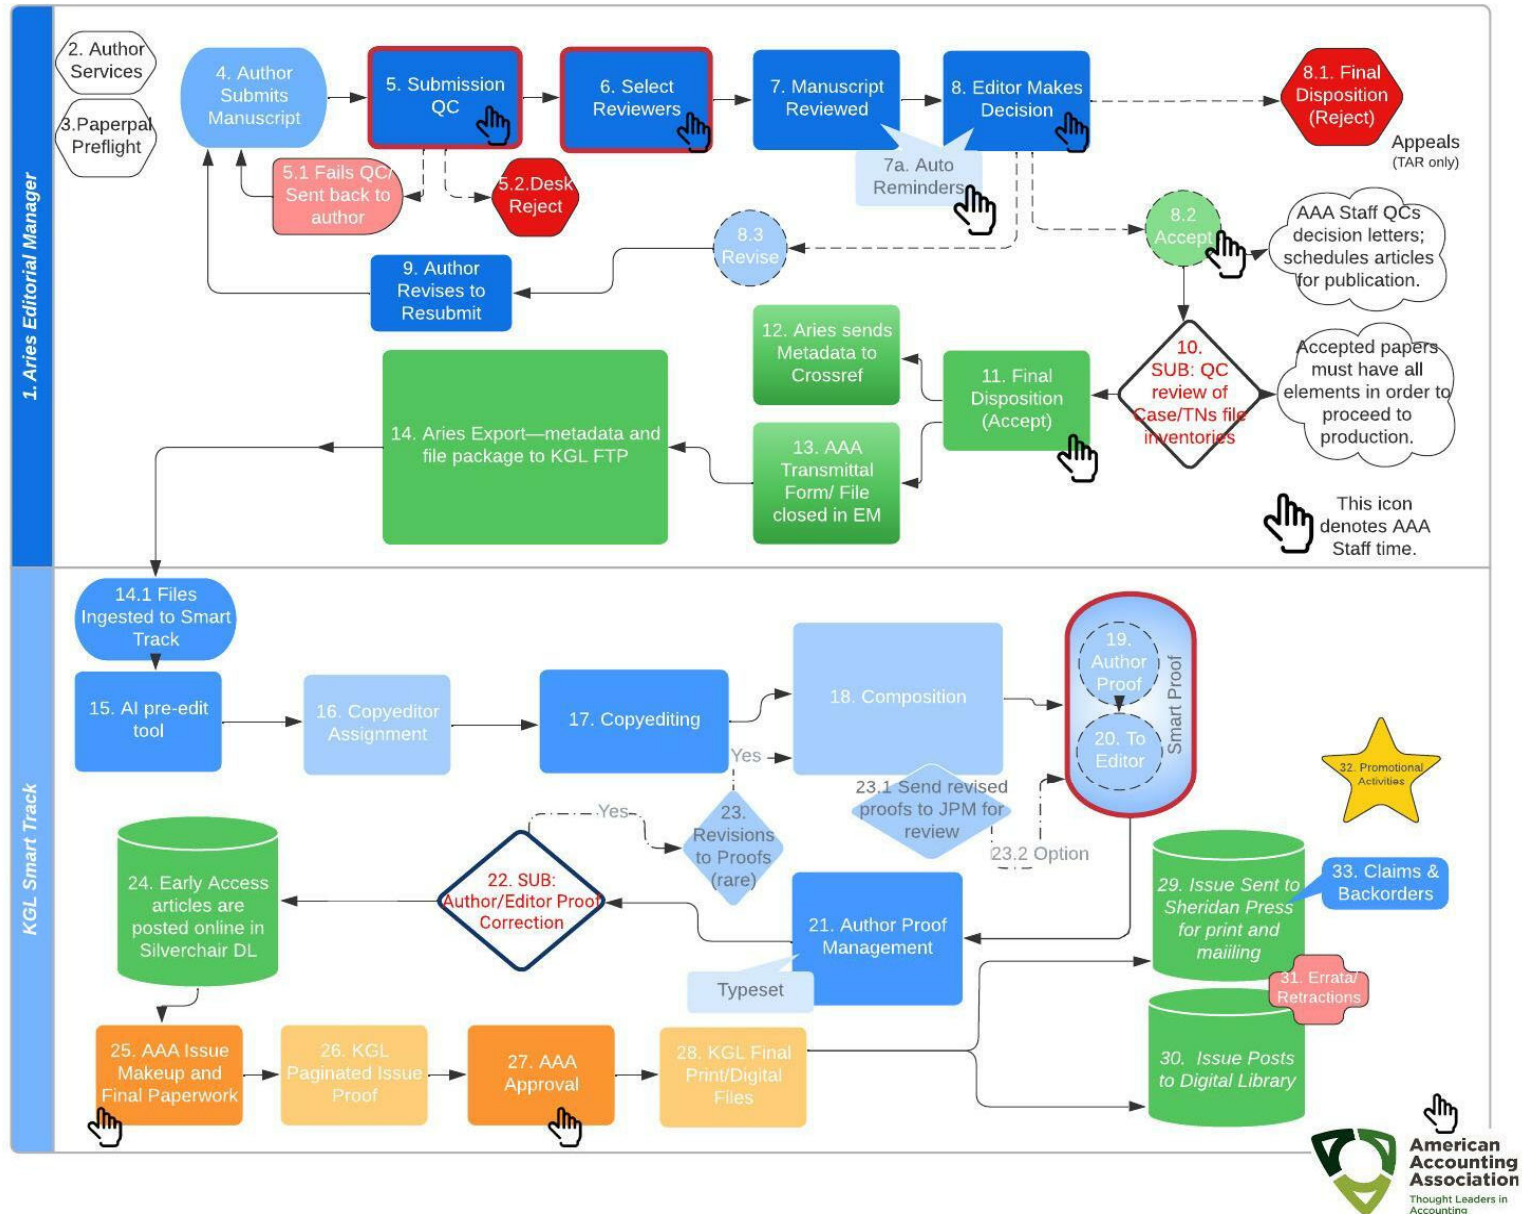 1. Aries Editorial Manager
2. Author
Services
3.Paperpal
Preflight
4. Author
Submits
Manuscript
5. Submission
QC
6. Select
Reviewers
7. Manuscript
Reviewed
8. Editor Makes
Decision
8.1. Final
Disposition
(Reject)
Appeals
(TAR only)
5.1 Fails QC/
Sent back to
author
5.2.Desk
Reject
7a. Auto
Reminders
8.3
Revise
8.2
Accept
AAA Staff QCs
decision letters;
schedules articles
for publication.
9. Author
Revises to
Resubmit
12. Aries sends
Metadata to
Crossref
11. Final
Disposition
(Accept)
10.
SUB: QC
review of
Case/TNs file
inventories
Accepted papers
must have all
elements in order to
proceed to
production.
14. Aries Export—metadata and
file package to KGL FTP
13. AAA
Transmittal
Form/ File
closed in EM
This icon
denotes AAA
Staff time.
KGL Smart Track
14.1 Files
Ingested to Smart
Track
15. AI pre-edit
tool
16. Copyeditor
Assignment
17. Copyediting
18. Composition
19.
Author
Proof
20. To
Editor
Smart Proof
Yes
23.1 Send revised
proofs to JPM for
review
23.2 Option
32. Promotional
Activities
Yes
23.
Revisions
to Proofs
(rare)
24. Early Access
articles are
posted online in
Silverchair DL
22. SUB:
Author/Editor Proof
Correction
21. Author Proof
Management
Typeset
29. Issue Sent to
Sheridan Press
for print and
mailling
33. Claims &
Backorders
31. Errata/
Retractions
25. AAA Issue
Makeup and
Final Paperwork
26. KGL
Paginated Issue
Proof
27. AAA
Approval
28. KGL Final
Print/Digital
Files
30. Issue Posts
to Digital Library
American
Accounting
Association
Thought Leaders in
Accounting